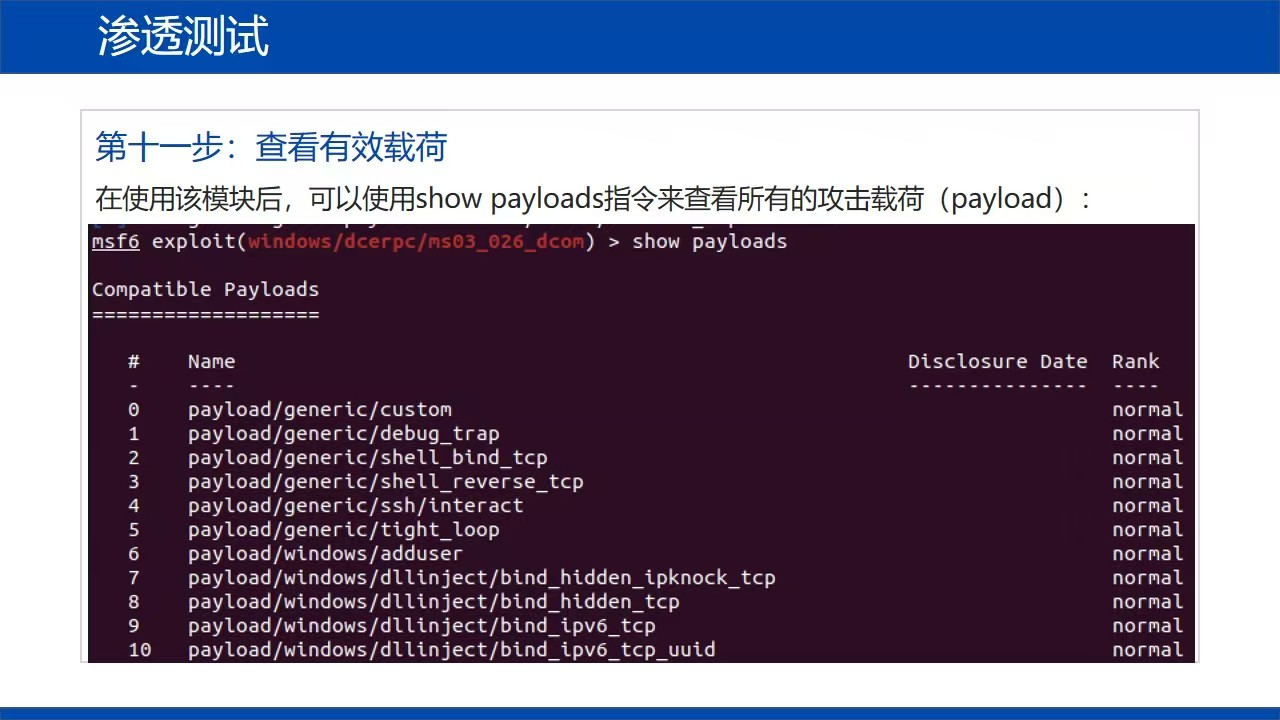 渗透测试
第十一步：查看有效载荷
在使用该模块后，可以使用show payloads指令来查看所有的攻击载荷（payload）：
msf6 exploit(windows/dcerpc/ms03_026_dcom) > show payloads
Compatible Payloads
===================
# Name Disclosure Date Rank
- ---- --------------- ----
0 payload/generic/custom normal
1 payload/generic/debug_trap normal
2 payload/generic/shell_bind_tcp normal
3 payload/generic/shell_reverse_tcp normal
4 payload/generic/ssh/interact normal
5 payload/generic/tight_loop normal
6 payload/windows/adduser normal
7 payload/windows/dllinject/bind_hidden_ipknock_tcp normal
8 payload/windows/dllinject/bind_hidden_tcp normal
9 payload/windows/dllinject/bind_ipv6_tcp normal
10 payload/windows/dllinject/bind_ipv6_tcp_uuid normal